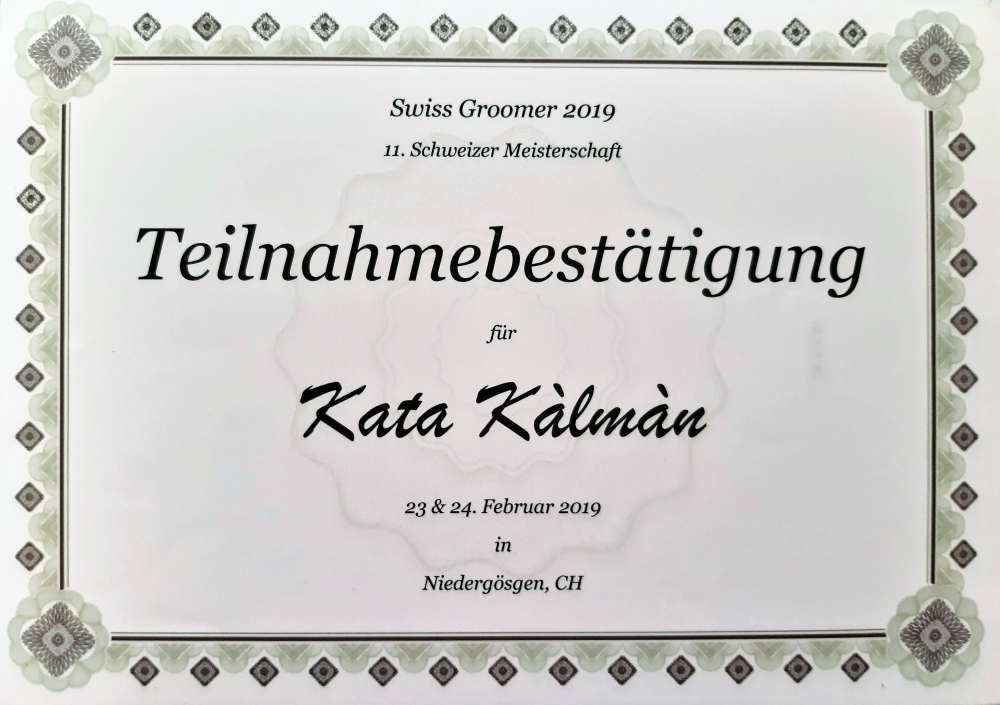 Swiss Groomer 2019
11. Schweizer Meisterschaft
Teilnahmebestätigung
für
Kata Kàlmàn
23 & 24. Februar 2019
in
Niedergösgen, CH